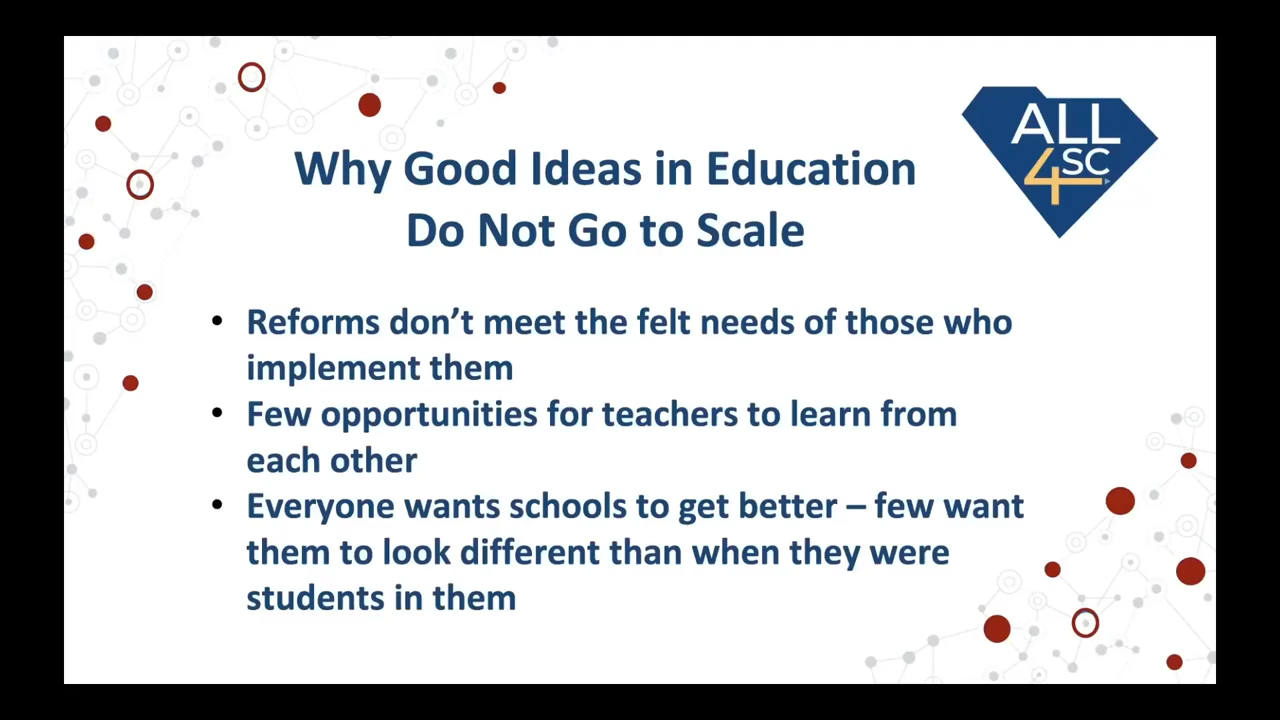 Why Good Ideas in Education
Do Not Go to Scale
ALL
4SC
• Reforms don’t meet the felt needs of those who
implement them
• Few opportunities for teachers to learn from
each other
• Everyone wants schools to get better – few want
them to look different than when they were
students in them